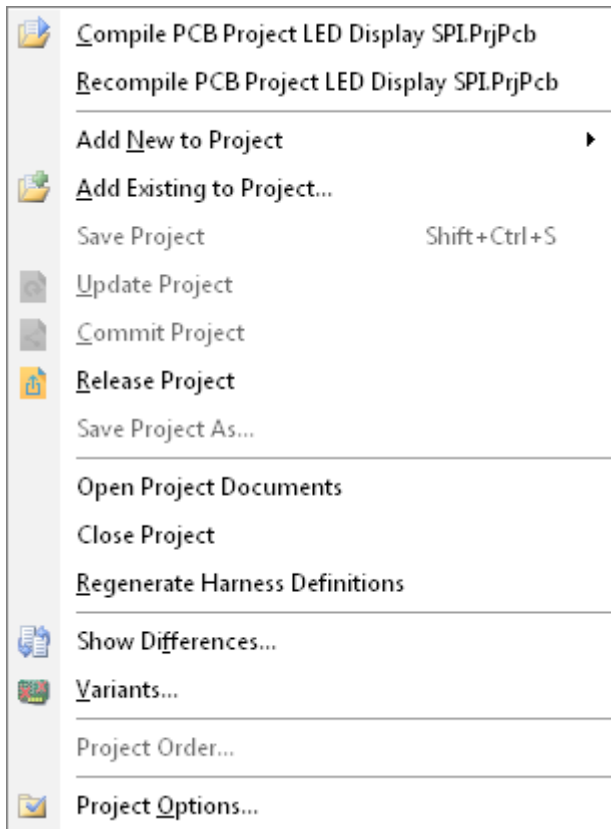 Compile PCB Project LED Display SPI.PrjPcb
Recompile PCB Project LED Display SPI.PrjPcb
Add New to Project
Add Existing to Project...
Save Project Shift+Ctrl+S
Update Project
Commit Project
Release Project
Save Project As...
Open Project Documents
Close Project
Regenerate Harness Definitions
Show Differences...
Variants...
Project Order...
Project Options...